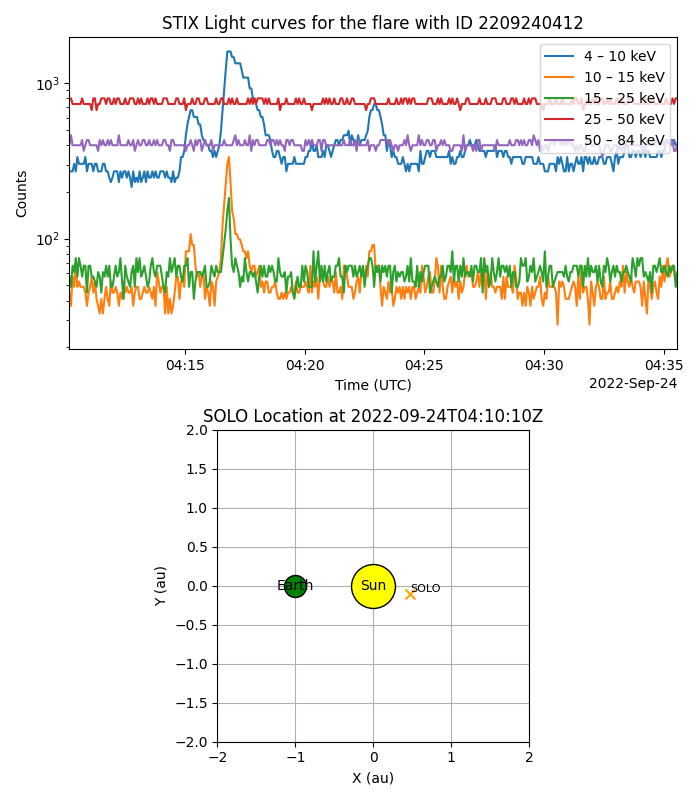 STIX Light curves for the flare with ID 2209240412
4 – 10 keV
10 – 15 keV
15 – 25 keV
25 – 50 keV
50 – 84 keV
10³
10²
Counts
04:15 04:20 04:25 04:30 04:35
Time (UTC)
2022-Sep-24
SOLO Location at 2022-09-24T04:10:10Z
2.0
1.5
1.0
0.5
0.0
−0.5
−1.0
−1.5
−2.0
Y (au)
Earth
Sun
SOLO
−2 −1 0 1 2
X (au)